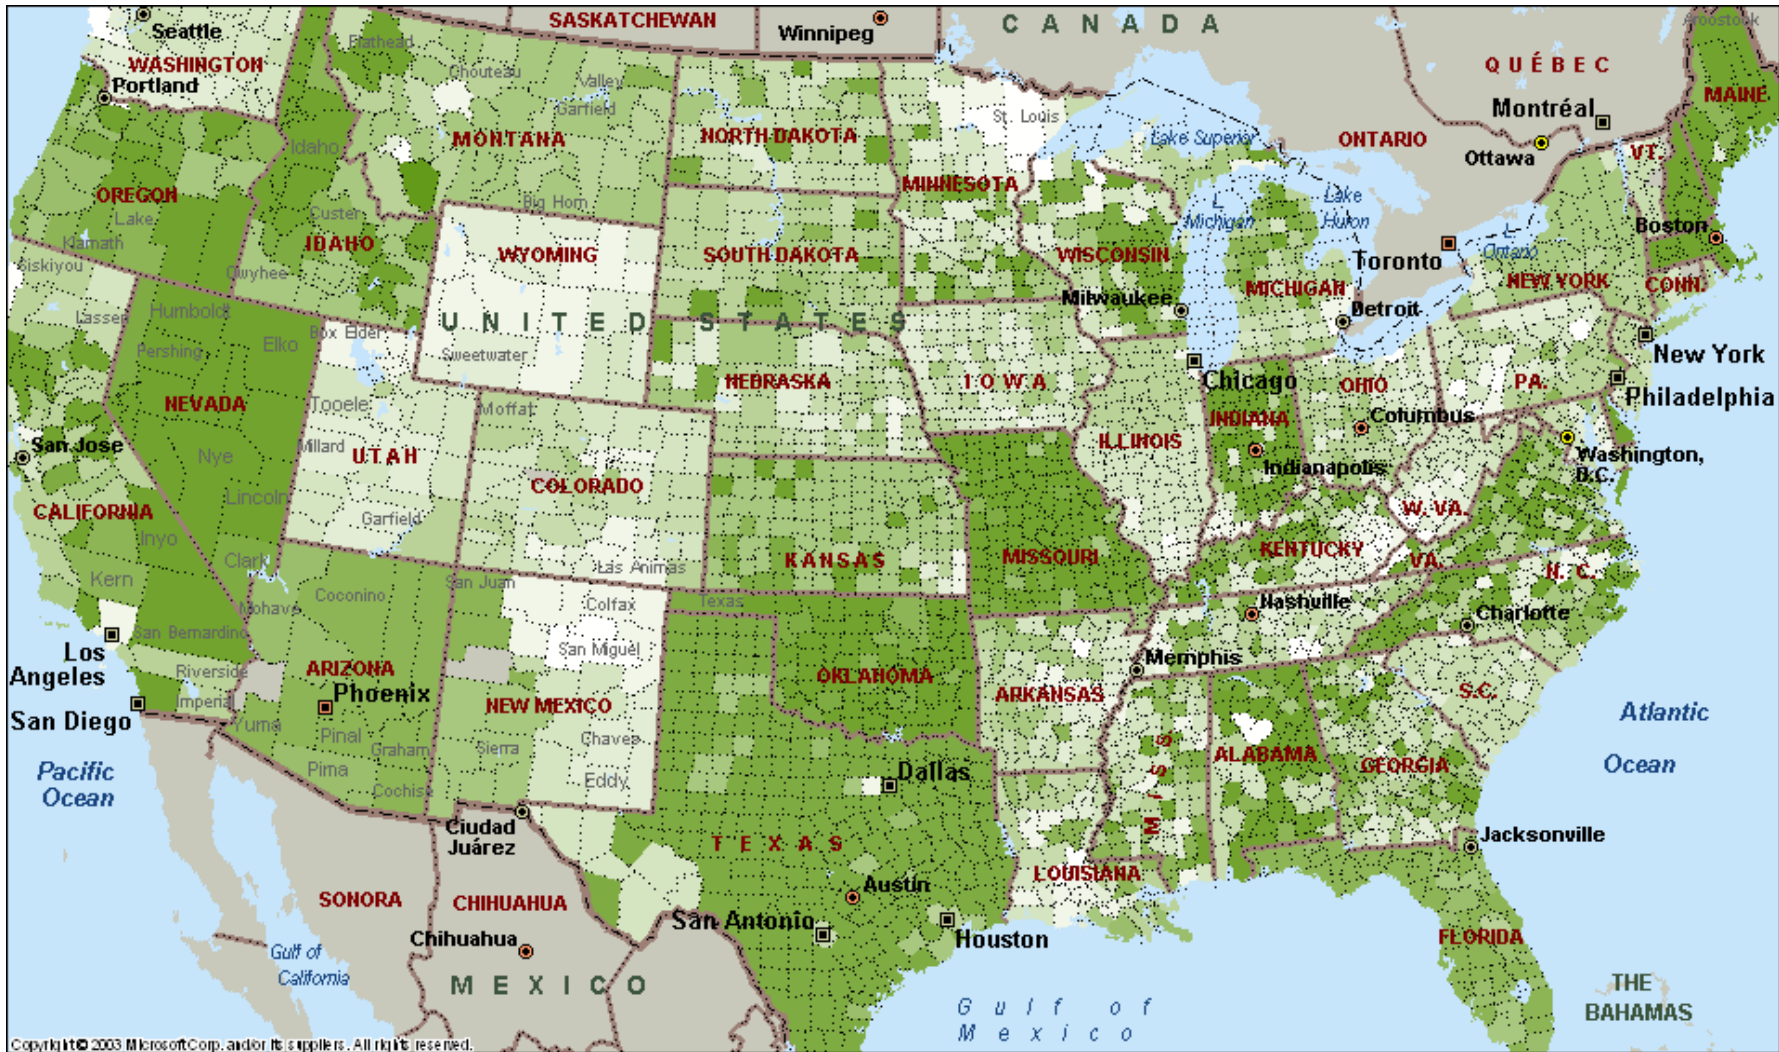 SASKATCHEWAN
Winnipeg
CANADA
Aroostook
Seattle
Flathead
WASHINGTON
Chouteau
Valley
QUÉBEC
Portland
Garfield
St. Louis
Montréal
MAINE
MONTANA
NORTH DAKOTA
Lake Superior
ONTARIO
Idaho
Ottawa
VT.
OREGON
MINNESOTA
Lake
Custer
Big Horn
L
Michigan
Lake
Huron
Klamath
IDAHO
WYOMING
SOUTH DAKOTA
WISCONSIN
L
Ontario
Boston
Siskiyou
Owyhee
Toronto
NEW YORK
CONN.
MICHIGAN
Milwaukee
Detroit
Lassen
Humboldt
Box Elder
UNITED STATES
Pershing
Elko
Sweetwater
New York
NEBRASKA
IOWA
Chicago
OHIO
PA.
NEVADA
Tooele
Moffat
INDIANA
Columbus
Philadelphia
San Jose
Millard
UTAH
ILLINOIS
Nye
Indianapolis
Washington,
D.C.
COLORADO
Lincoln
CALIFORNIA
Garfield
W. VA.
Inyo
KENTUCKY
Clark
KANSAS
MISSOURI
VA.
Kern
Las Animas
N. C.
San Juan
Coconino
Colfax
Texas
Mohave
Nashville
Charlotte
San Bernardino
Los
Angeles
San Miguel
Memphis
Riverside
ARIZONA
OKLAHOMA
Phoenix
ARKANSAS
S.C.
Imperial
NEW MEXICO
San Diego
Yuma
Pinal
Chaves
Atlantic
Ocean
Graham
Sierra
MISS
ALABAMA
GEORGIA
Pima
Dallas
Pacific
Ocean
Cochise
Eddy
Ciudad
Juárez
TEXAS
Jacksonville
LOUISIANA
Austin
SONORA
CHIHUAHUA
San Antonio
Chihuahua
Houston
FLORIDA
Gulf of
California
MEXICO
THE
BAHAMAS
Gulf of
Mexico
Copyright © 2003 Microsoft Corp. and/or its suppliers. All rights reserved.